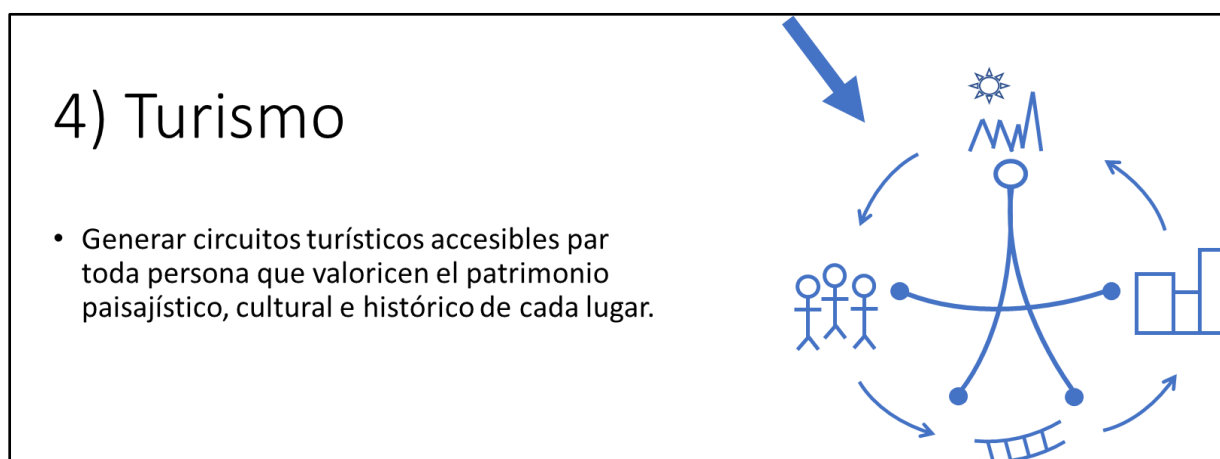 4) Turismo
• Generar circuitos turísticos accesibles par
toda persona que valoricen el patrimonio
paisajístico, cultural e histórico de cada lugar.